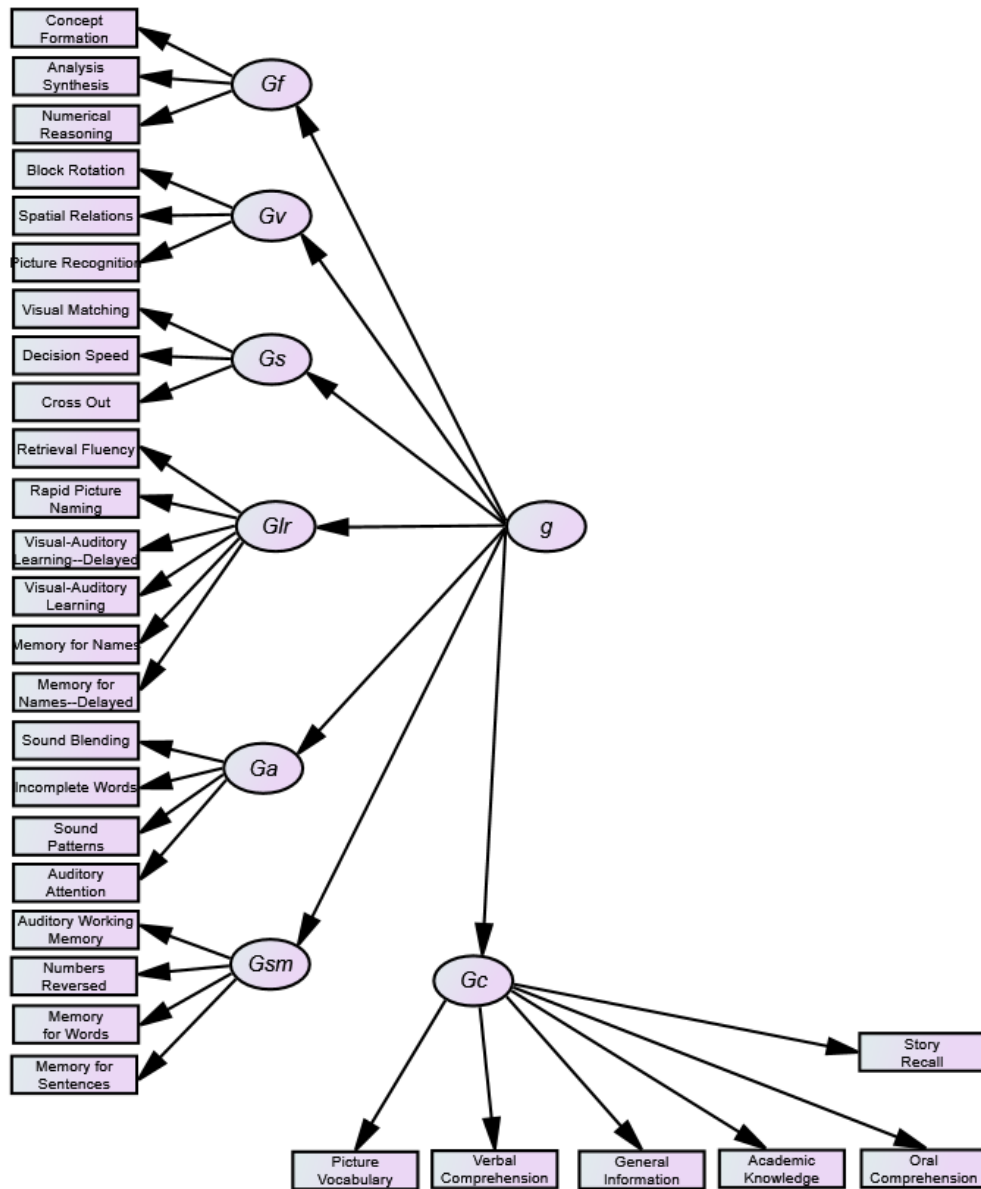 Concept
Formation
Analysis
Synthesis
Numerical
Reasoning
Gf
Block Rotation
Spatial Relations
Picture Recognition
Gv
Visual Matching
Decision Speed
Cross Out
Gs
Retrieval Fluency
Rapid Picture
Naming
Visual-Auditory
Learning--Delayed
Visual-Auditory
Learning
Memory for Names
Memory for
Names--Delayed
Glr
g
Sound Blending
Incomplete Words
Sound
Patterns
Auditory
Attention
Ga
Auditory Working
Memory
Numbers
Reversed
Memory
for Words
Memory for
Sentences
Gsm
Gc
Story
Recall
Picture
Vocabulary
Verbal
Comprehension
General
Information
Academic
Knowledge
Oral
Comprehension